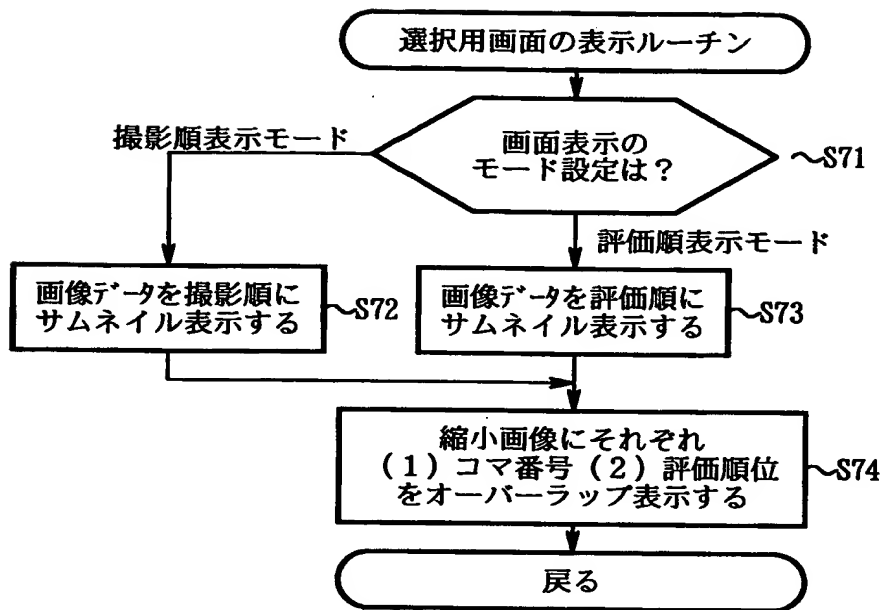 選択用画面の表示ルーチン
撮影順表示モード
画面表示の
モード設定は？
S71
評価順表示モード
画像データを撮影順に
サムネイル表示する
S72
画像データを評価順に
サムネイル表示する
S73
縮小画像にそれぞれ
（１）コマ番号（２）評価順位
をオーバーラップ表示する
S74
戻る